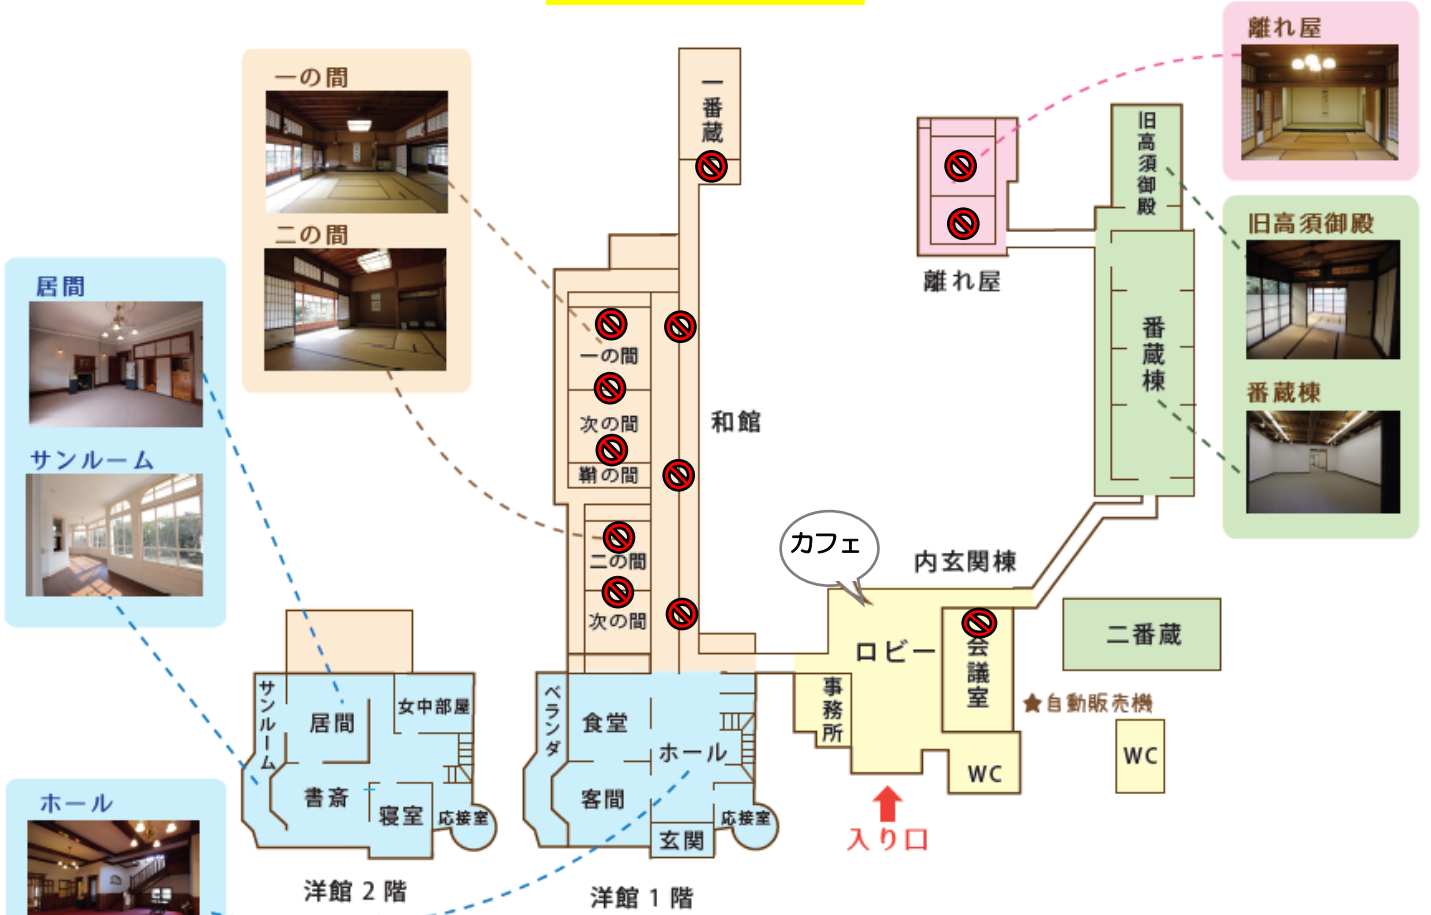 離れ屋
旧高須御殿
番蔵棟
一の間
二の間
居間
サンルーム
ホール
一番蔵
一の間
次の間
鞘の間
二の間
次の間
和館
離れ屋
旧高須御殿
番蔵棟
カフェ
内玄関棟
ロビー
会議室
事務所
WC
二番蔵
★自動販売機
WC
入り口
サンルーム
居間
女中部屋
書斎
寝室
応接室
洋館2階
ベランダ
食堂
ホール
客間
応接室
玄関
洋館1階